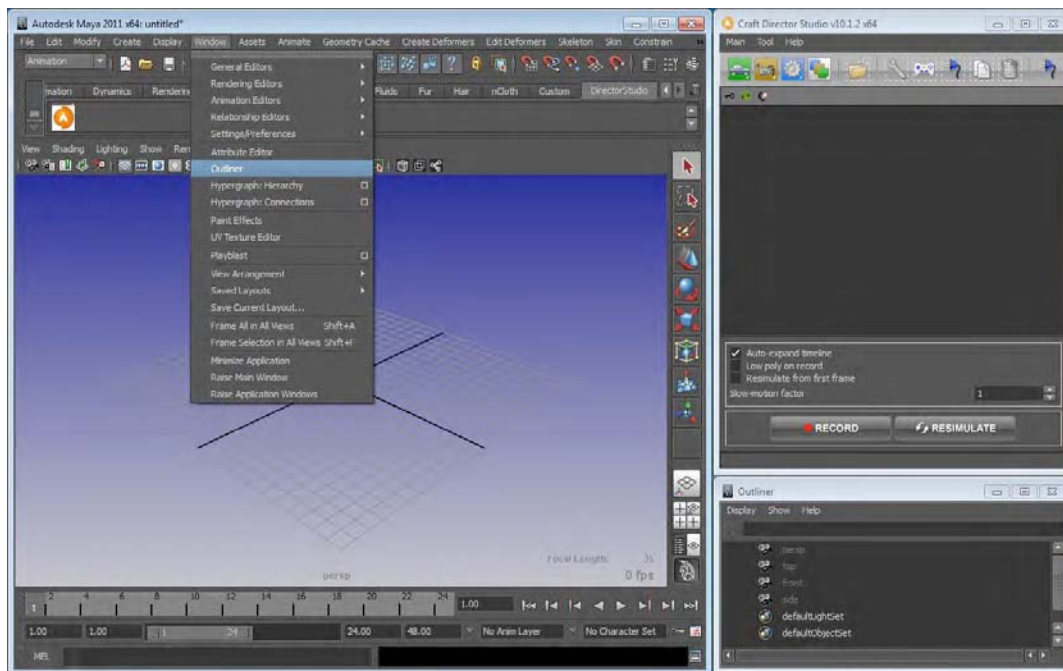 Autodesk Maya 2011 x64: untitled*
File Edit Modify Create Display Window Assets Animate Geometry Cache Create Deformers Edit Deformers Skeleton Skin Constrain
Animation
mation Dynamics Renderin Fluids Fur Hair nCloth Custom DirectorStudio
View Shading Lighting Show Ren
General Editors
Rendering Editors
Animation Editors
Relationship Editors
Settings/Preferences
Attribute Editor
Outliner
Hypergraph: Hierarchy
Hypergraph: Connections
Paint Effects
UV Texture Editor
Playblast
View Arrangement
Saved Layouts
Save Current Layout...
Frame All in All Views Shift+A
Frame Selection in All Views Shift+F
Minimize Application
Raise Main Window
Raise Application Windows
Focal Length: 35
persp 0 fps
2 4 6 8 10 12 14 16 18 20 22 24
1 1.00
1.00 1.00 1 24 24.00 48.00 No Anim Layer No Character Set
MEL
Craft Director Studio v10.1.2 x64
Main Tool Help
Auto-expand timeline
Low poly on record
Resimulate from first frame
Slow-motion factor 1
RECORD RESIMULATE
Outliner
Display Show Help
persp
top
front
side
defaultLightSet
defaultObjectSet